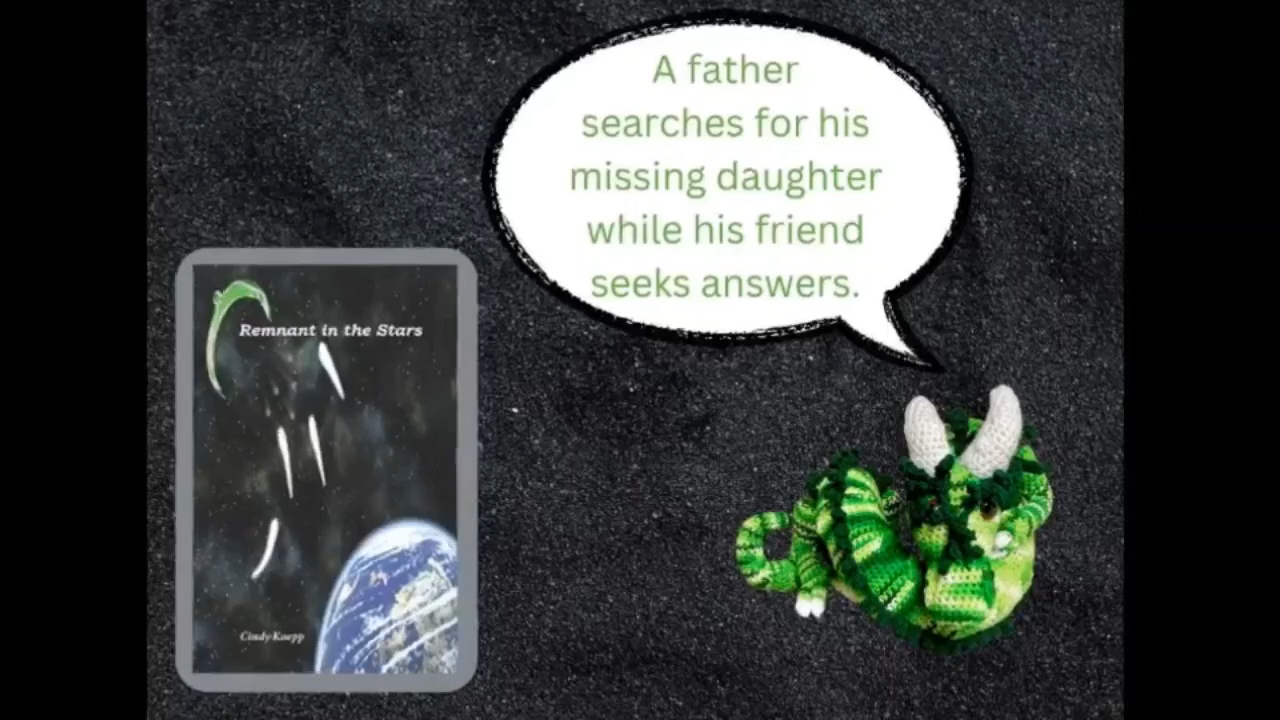 A father
searches for his
missing daughter
while his friend
seeks answers.
Remnant in the Stars
Cindy Koepp